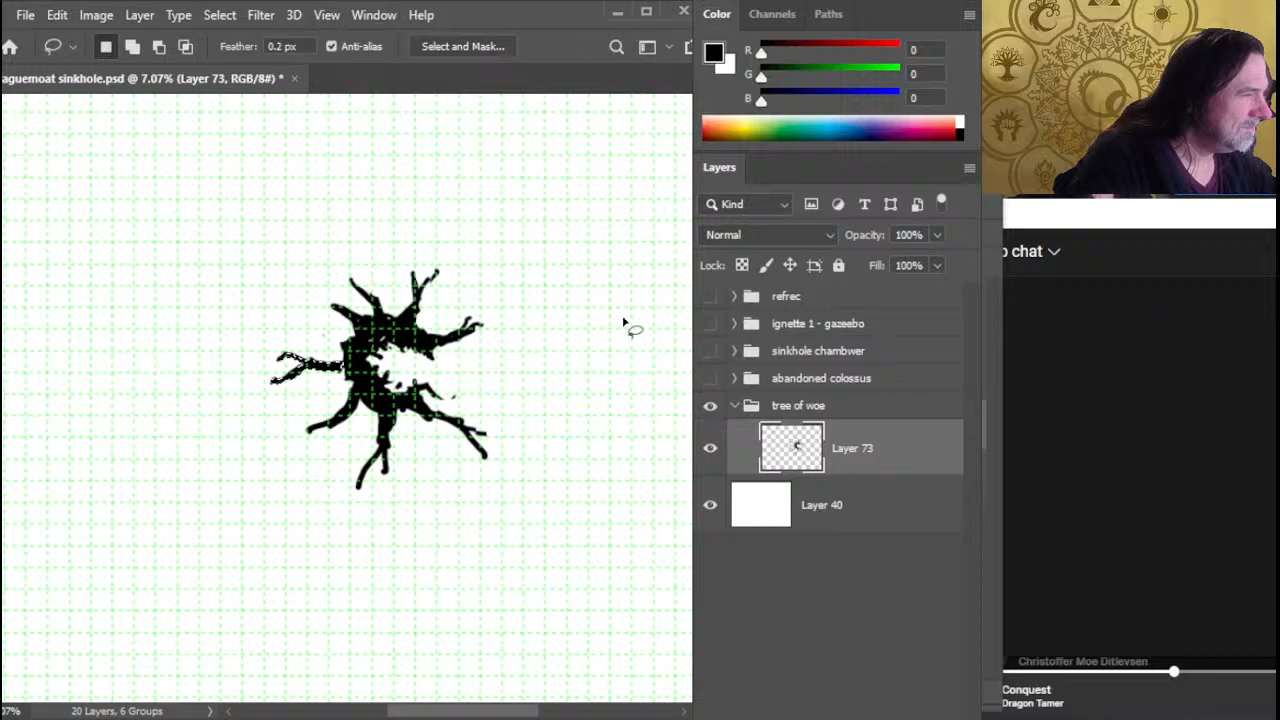 File Edit Image Layer Type Select Filter 3D View Window Help
Feather: 0.2 px Anti-alias Select and Mask...
aguemoat sinkhole.psd @ 7.07% (Layer 73, RGB/8#) * ×
Color Channels Paths
R 0
G 0
B 0
Layers
Kind
Normal Opacity: 100%
Lock: Fill: 100%
refrec
ignette 1 - gazeebo
sinkhole chambwer
abandoned colossus
tree of woe
Layer 73
Layer 40
07% 20 Layers, 6 Groups
p chat
Christoffer Moe Ditlevsen
Conquest
Dragon Tamer